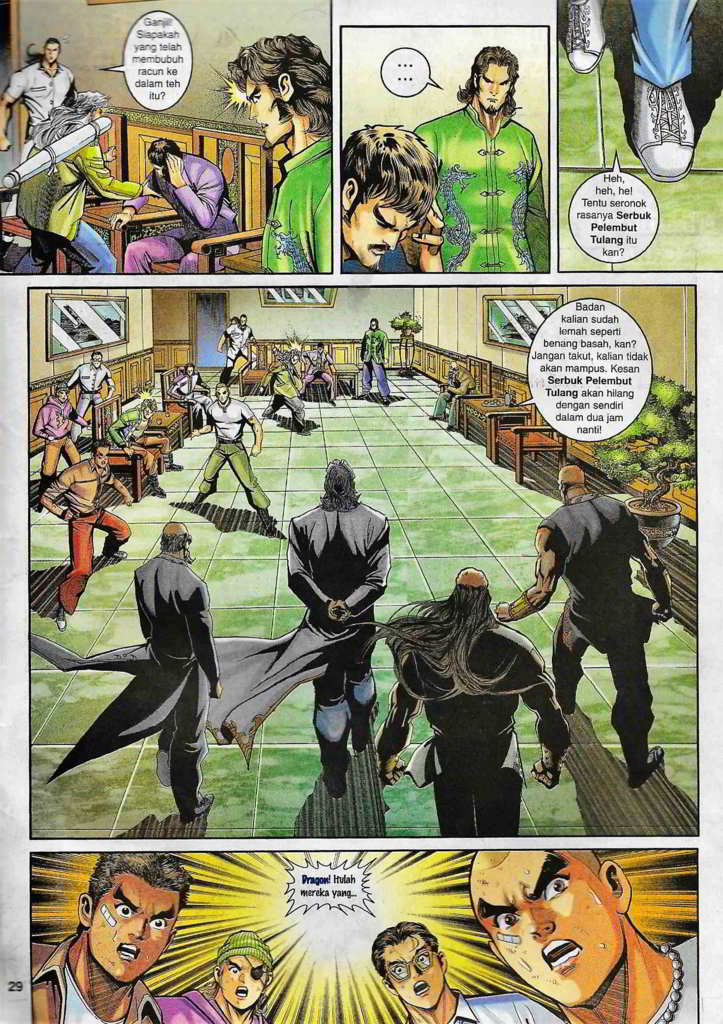 Ganjil!
Siapakah
yang telah
membubuh
racun ke
dalam teh
itu?
...
...
Heh,
heh, he!
Tentu seronok
rasanya Serbuk
Pelembut
Tulang itu
kan?
Badan
kalian sudah
lemah seperti
benang basah, kan?
Jangan takut, kalian tidak
akan mampus. Kesan
Serbuk Pelembut
Tulang akan hilang
dengan sendiri
dalam dua jam
nanti!
Dragon! Itulah
mereka yang...
29